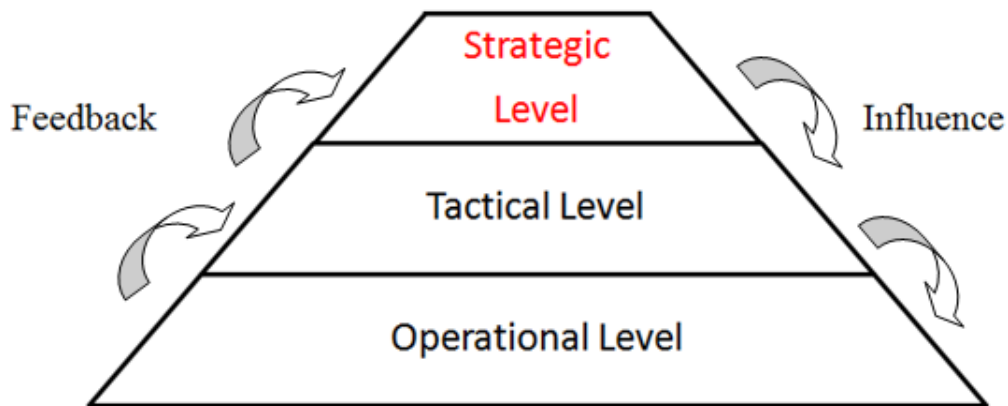 Strategic
Level
Feedback
Influence
Tactical Level
Operational Level